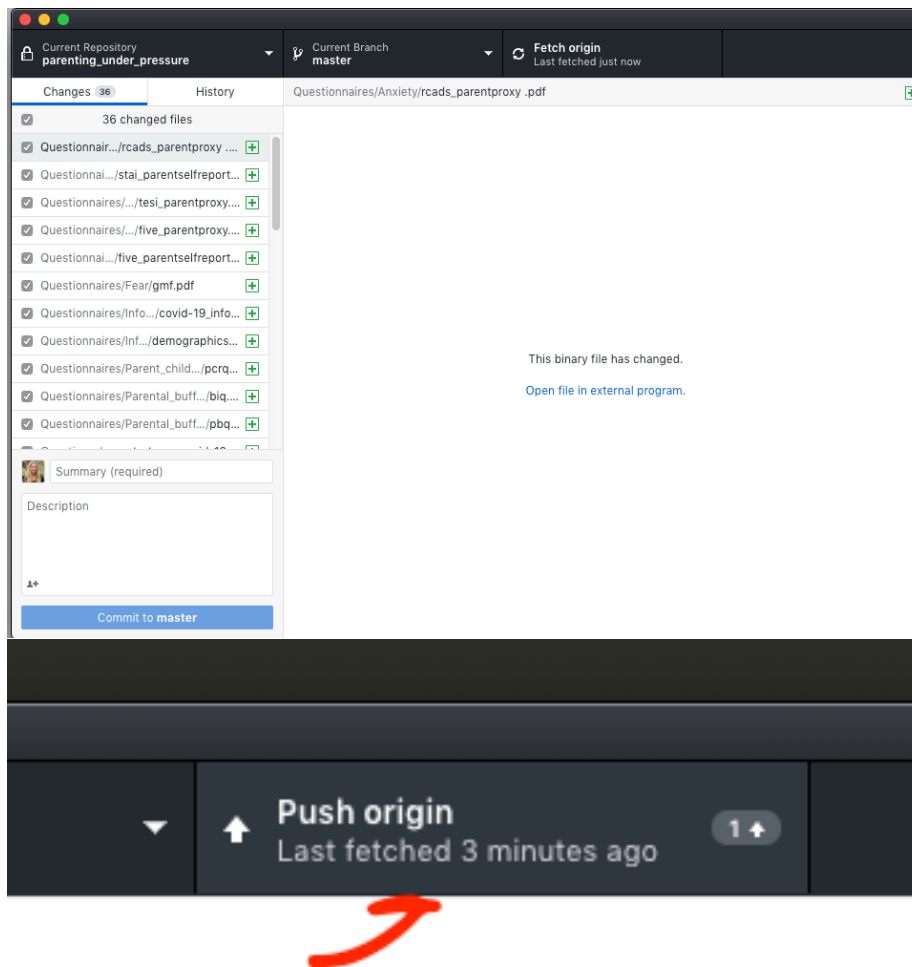 Current Repository
parenting_under_pressure
Current Branch
master
Fetch origin
Last fetched just now
Changes 36
History
Questionnaires/Anxiety/rcads_parentproxy .pdf
36 changed files
Questionnair.../rcads_parentproxy ....
Questionnai.../stai_parentselfreport...
Questionnaires/.../tesi_parentproxy....
Questionnaires/.../five_parentproxy....
Questionnai.../five_parentselfreport...
Questionnaires/Fear/gmf.pdf
Questionnaires/Info.../covid-19_info...
Questionnaires/Inf.../demographics...
Questionnaires/Parent_child.../pcrq...
Questionnaires/Parental_buff.../biq....
Questionnaires/Parental_buff.../pbq...
This binary file has changed.
Open file in external program.
Summary (required)
Description
Commit to master
Push origin
Last fetched 3 minutes ago
1